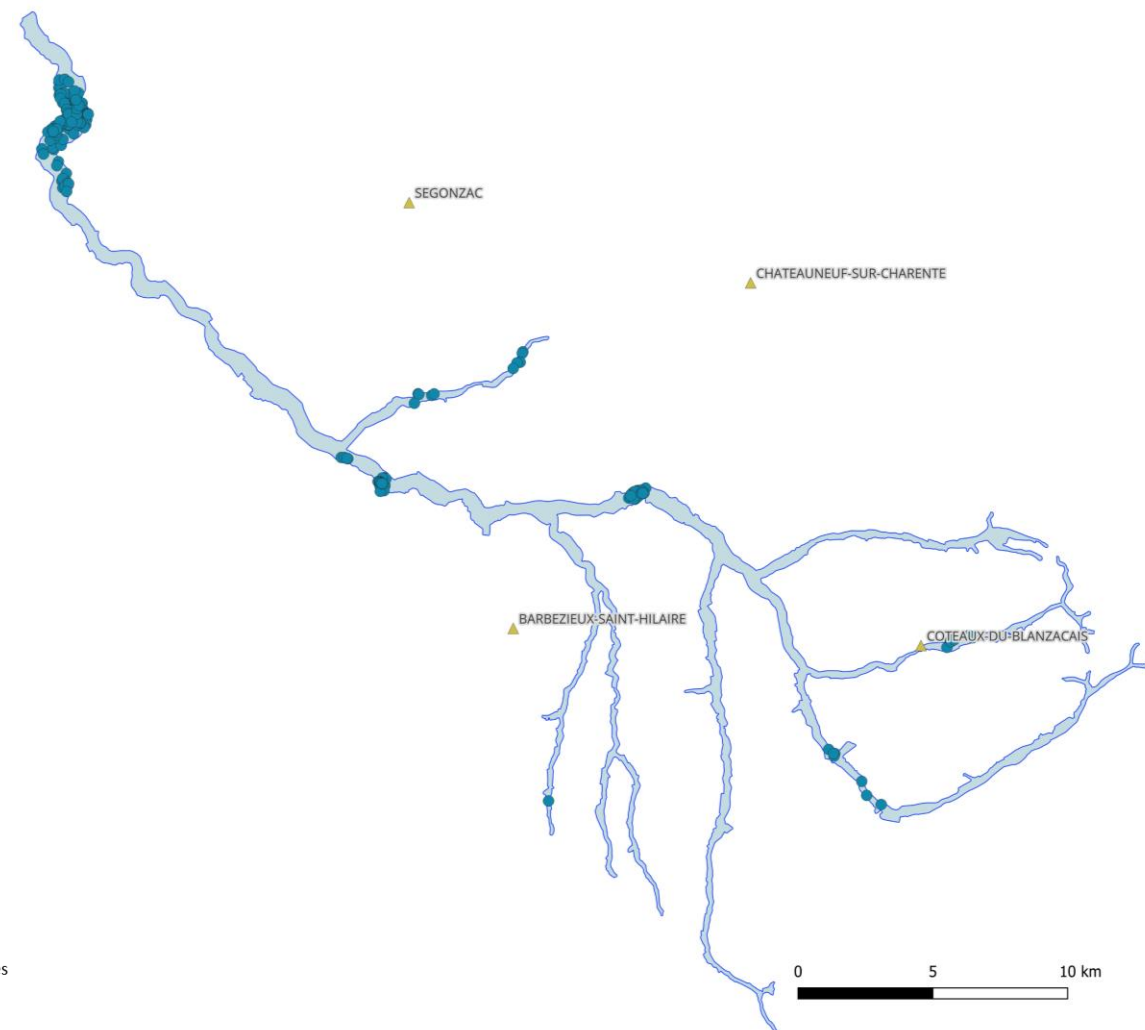 SEGONZAC
CHATEAUNEUF-SUR-CHARENTE
BARBEZIEUX-SAINT-HILAIRE
COTEAUX-DU-BLANZACAIS
0 5 10 km